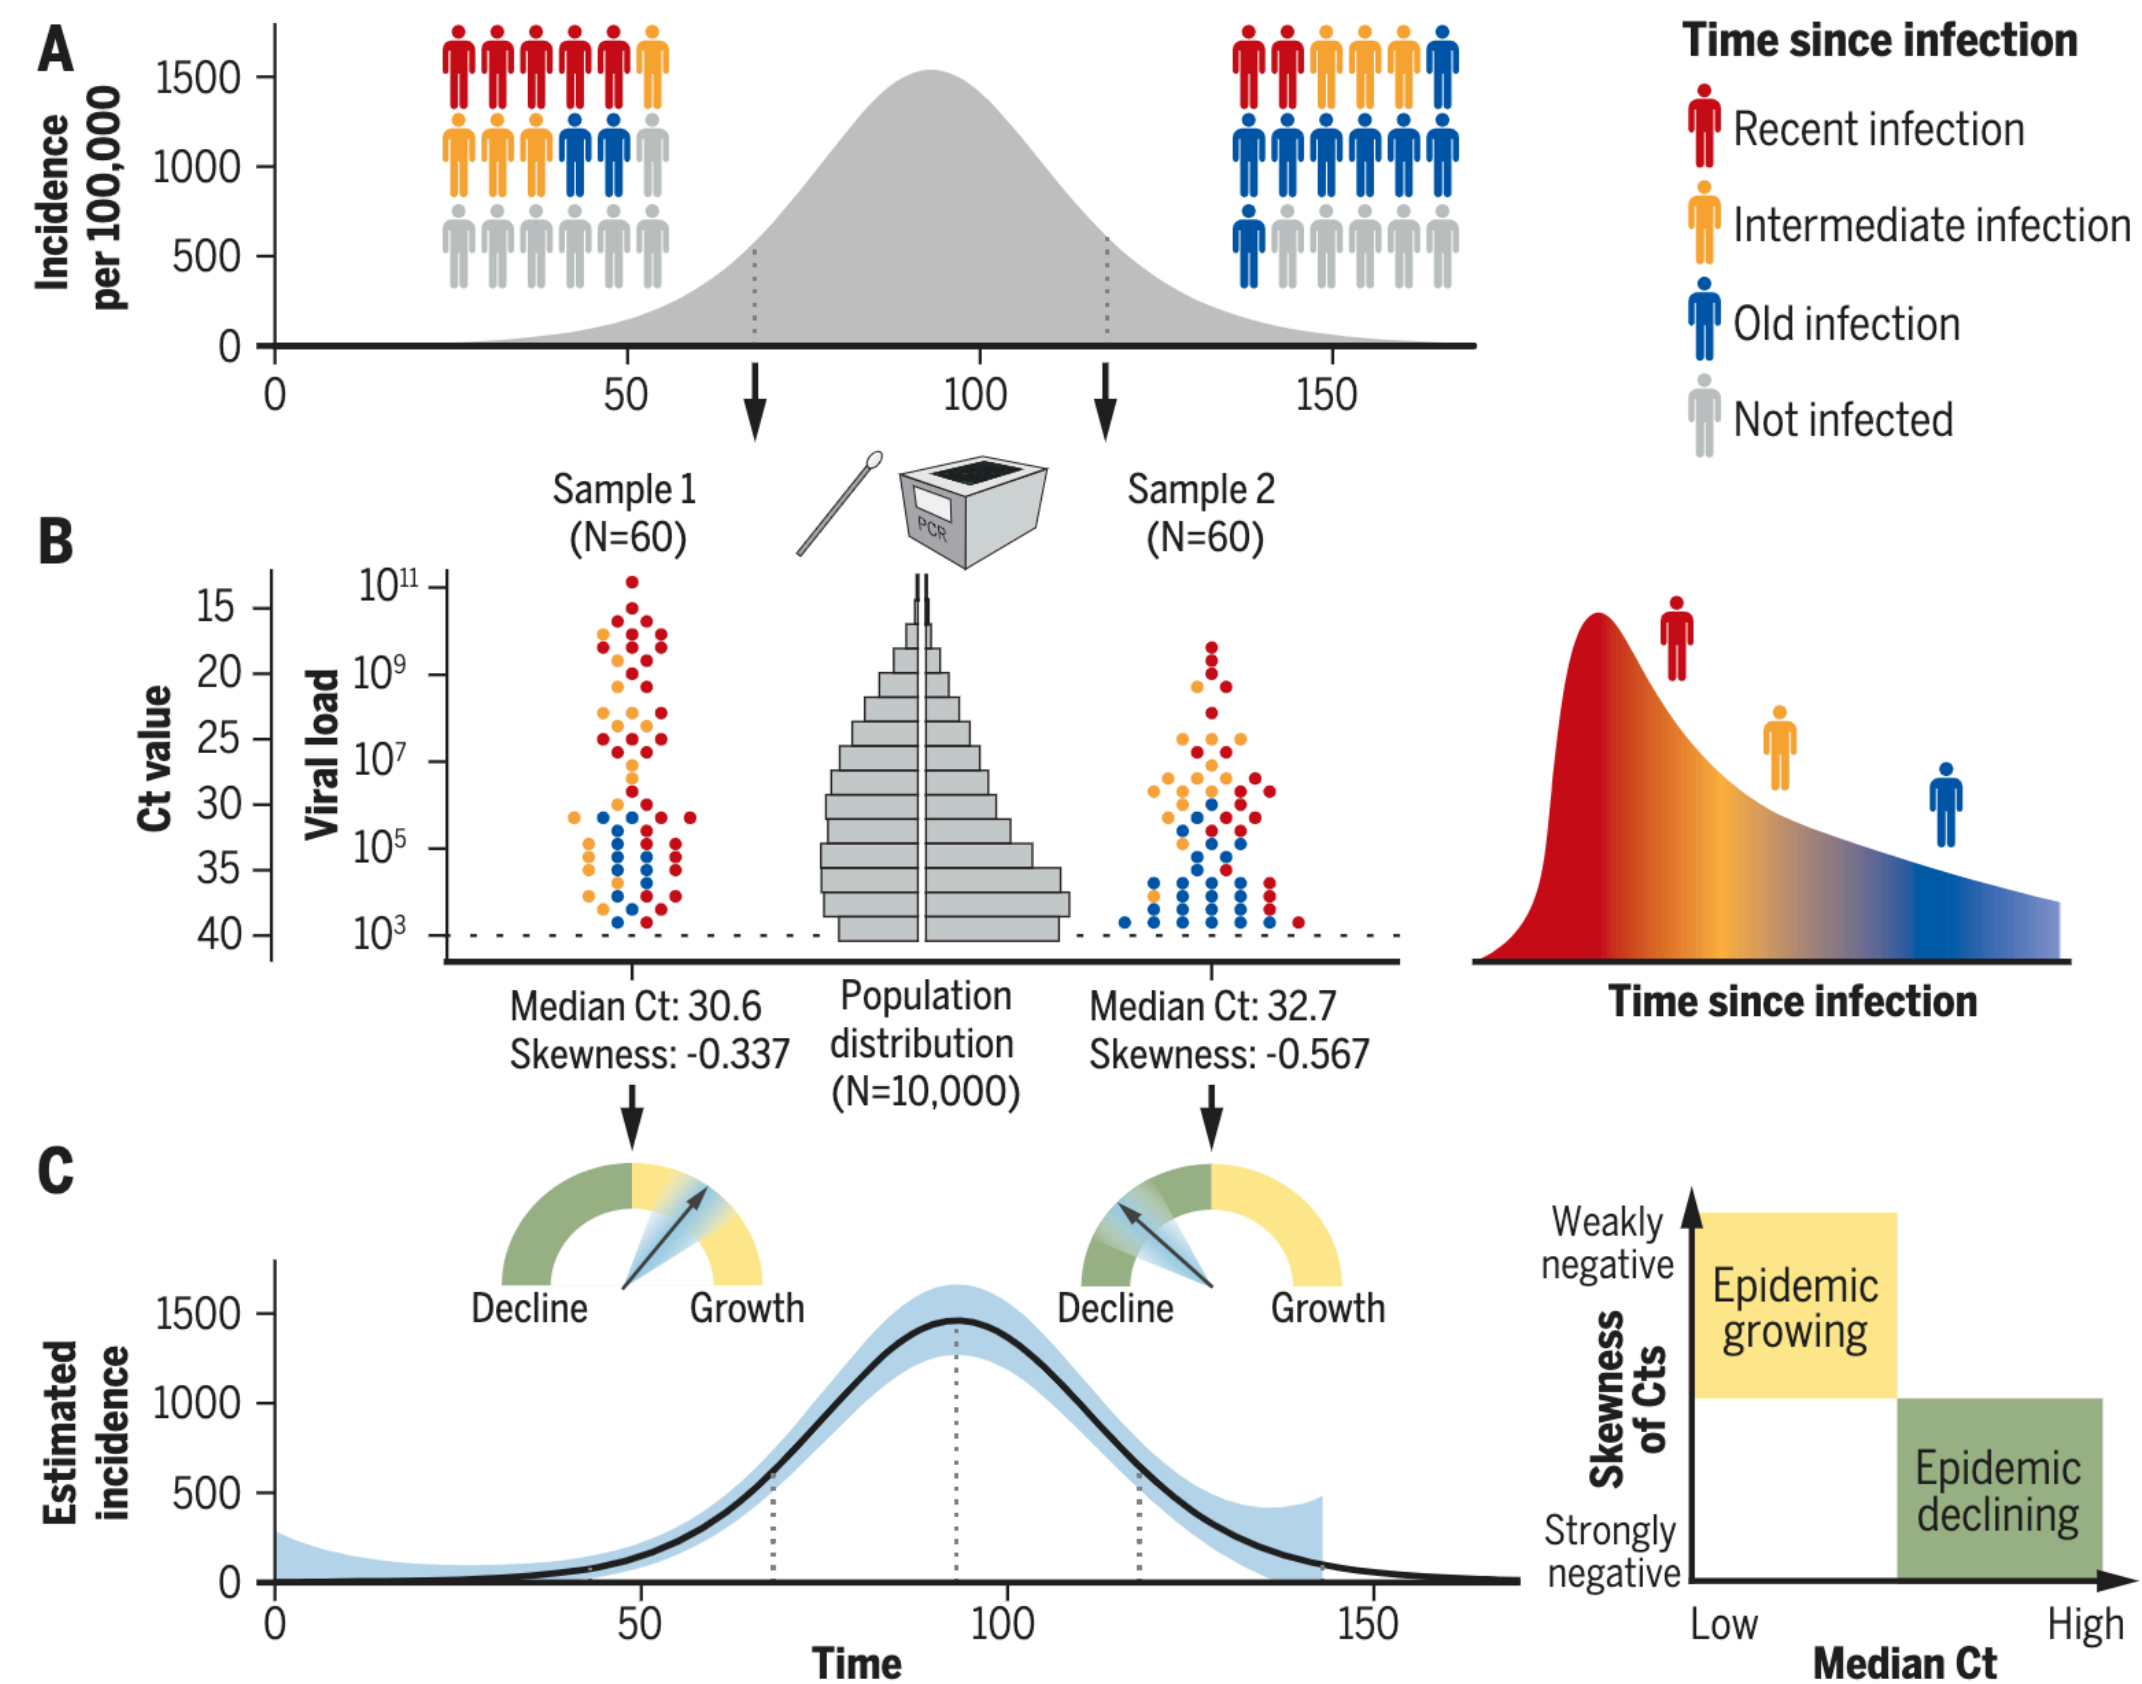 A
Incidence
per 100,000
1500
1000
500
0
0
50
100
150
Time since infection
Recent infection
Intermediate infection
Old infection
Not infected
B
Sample 1
(N=60)
PCR
Sample 2
(N=60)
Ct value
15
20
25
30
35
40
Viral load
10¹¹
10⁹
10⁷
10⁵
10³
Median Ct: 30.6
Skewness: -0.337
Population
distribution
(N=10,000)
Median Ct: 32.7
Skewness: -0.567
Time since infection
C
Decline
Growth
Decline
Growth
Estimated
incidence
1500
1000
500
0
0
50
100
150
Time
Skewness
of Cts
Weakly
negative
Strongly
negative
Epidemic
growing
Epidemic
declining
Low
High
Median Ct